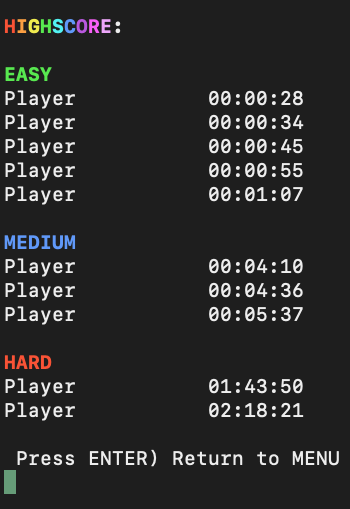 HIGHSCORE:
EASY
Player 00:00:28
Player 00:00:34
Player 00:00:45
Player 00:00:55
Player 00:01:07
MEDIUM
Player 00:04:10
Player 00:04:36
Player 00:05:37
HARD
Player 01:43:50
Player 02:18:21
Press ENTER) Return to MENU